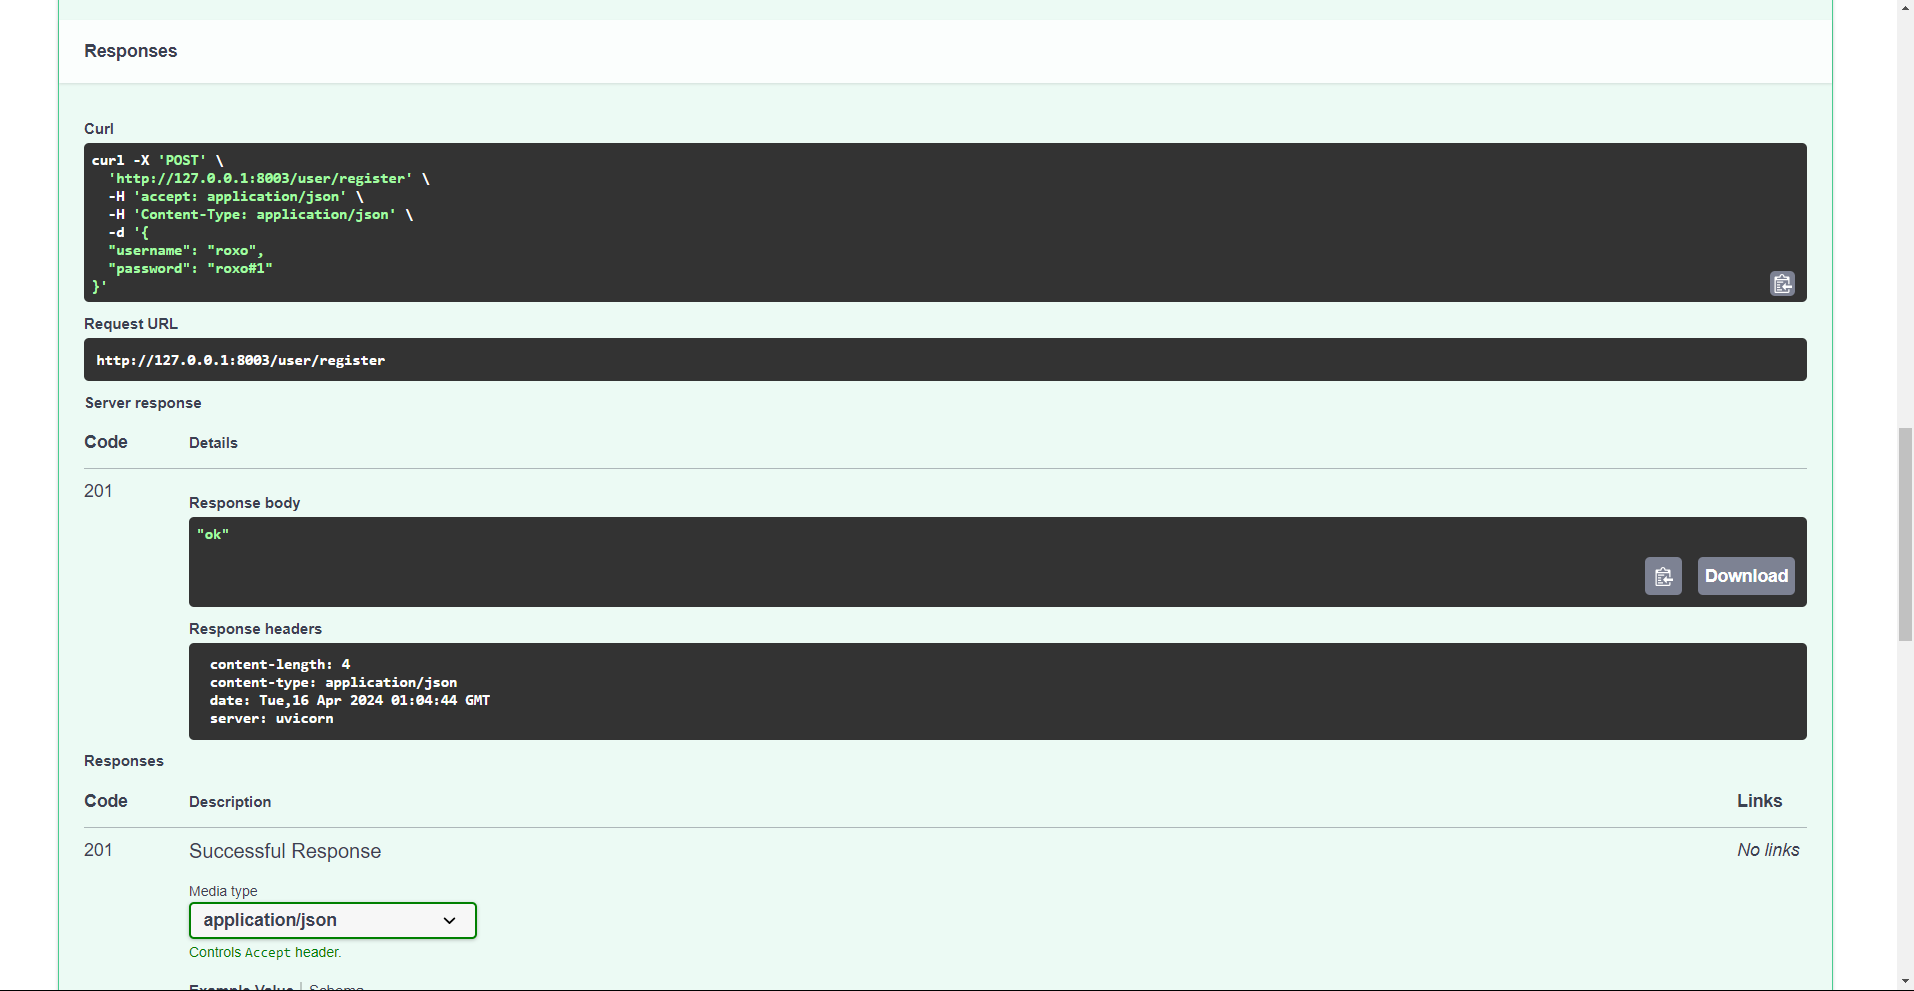 Responses
Curl
curl -X 'POST' \
'http://127.0.0.1:8003/user/register' \
-H 'accept: application/json' \
-H 'Content-Type: application/json' \
-d '{
"username": "roxo",
"password": "roxo#1"
}'
Request URL
http://127.0.0.1:8003/user/register
Server response
Code Details
201
Response body
"ok"
Download
Response headers
content-length: 4
content-type: application/json
date: Tue,16 Apr 2024 01:04:44 GMT
server: uvicorn
Responses
Code Description Links
201 Successful Response No links
Media type
application/json
Controls Accept header.
Example Value | Schema